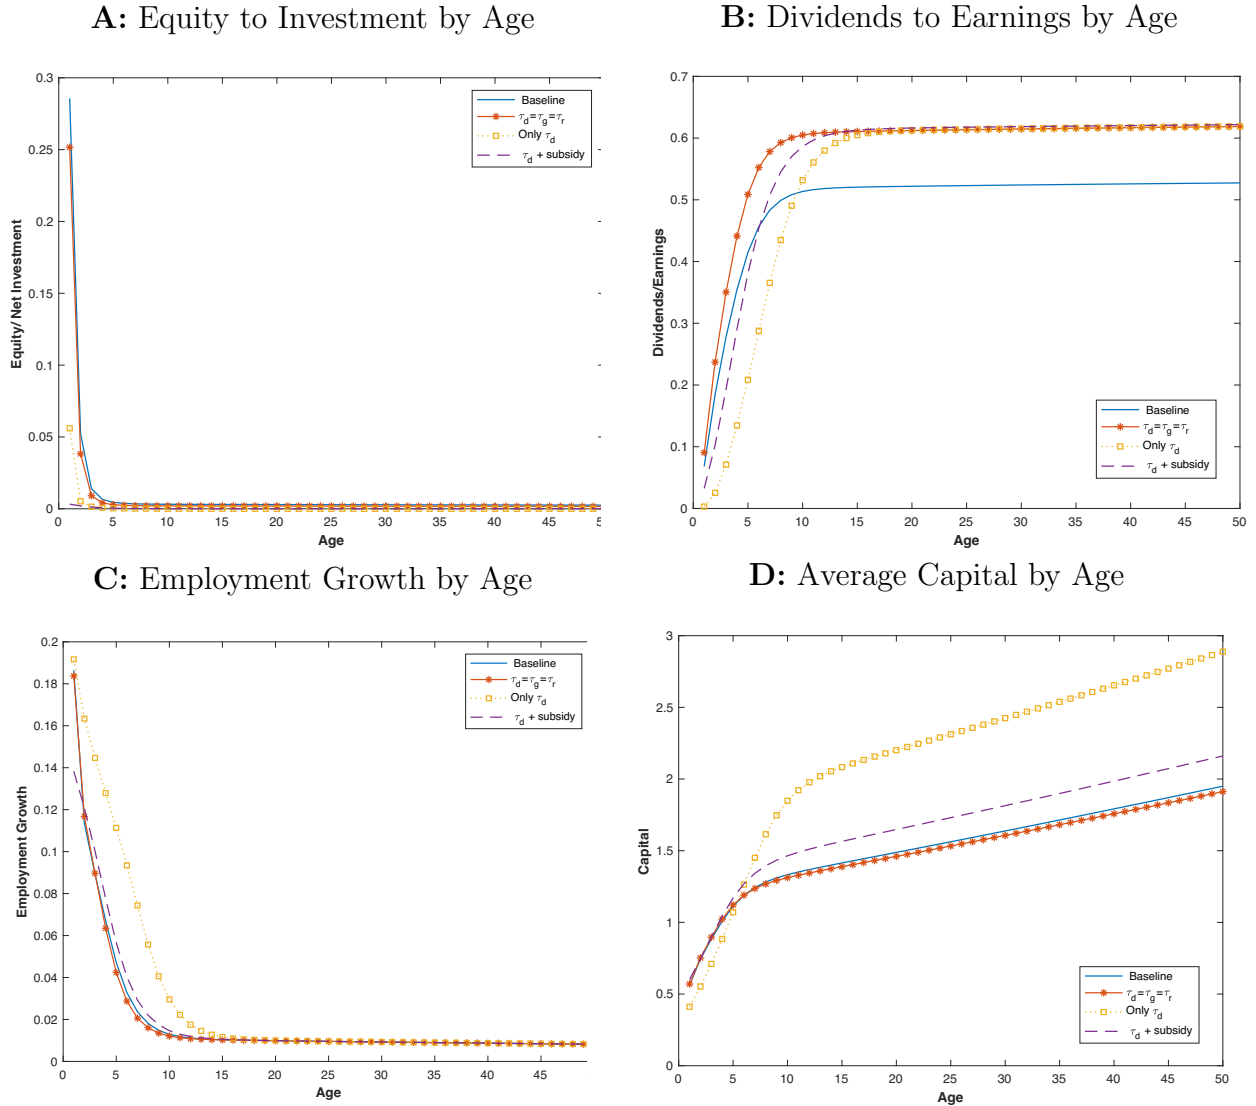 A: Equity to Investment by Age
0.3
0.25
0.2
0.15
0.1
0.05
0
Equity/ Net Investment
0 5 10 15 20 25 30 35 40 45 50
Age
Baseline
τd=τg=τr
Only τd
τd + subsidy
B: Dividends to Earnings by Age
0.7
0.6
0.5
0.4
0.3
0.2
0.1
0
Dividends/Earnings
0 5 10 15 20 25 30 35 40 45 50
Age
Baseline
τd=τg=τr
Only τd
τd + subsidy
C: Employment Growth by Age
0.2
0.18
0.16
0.14
0.12
0.1
0.08
0.06
0.04
0.02
0
Employment Growth
0 5 10 15 20 25 30 35 40 45
Age
Baseline
τd=τg=τr
Only τd
τd + subsidy
D: Average Capital by Age
3
2.5
2
1.5
1
0.5
0
Capital
0 5 10 15 20 25 30 35 40 45 50
Age
Baseline
τd=τg=τr
Only τd
τd + subsidy